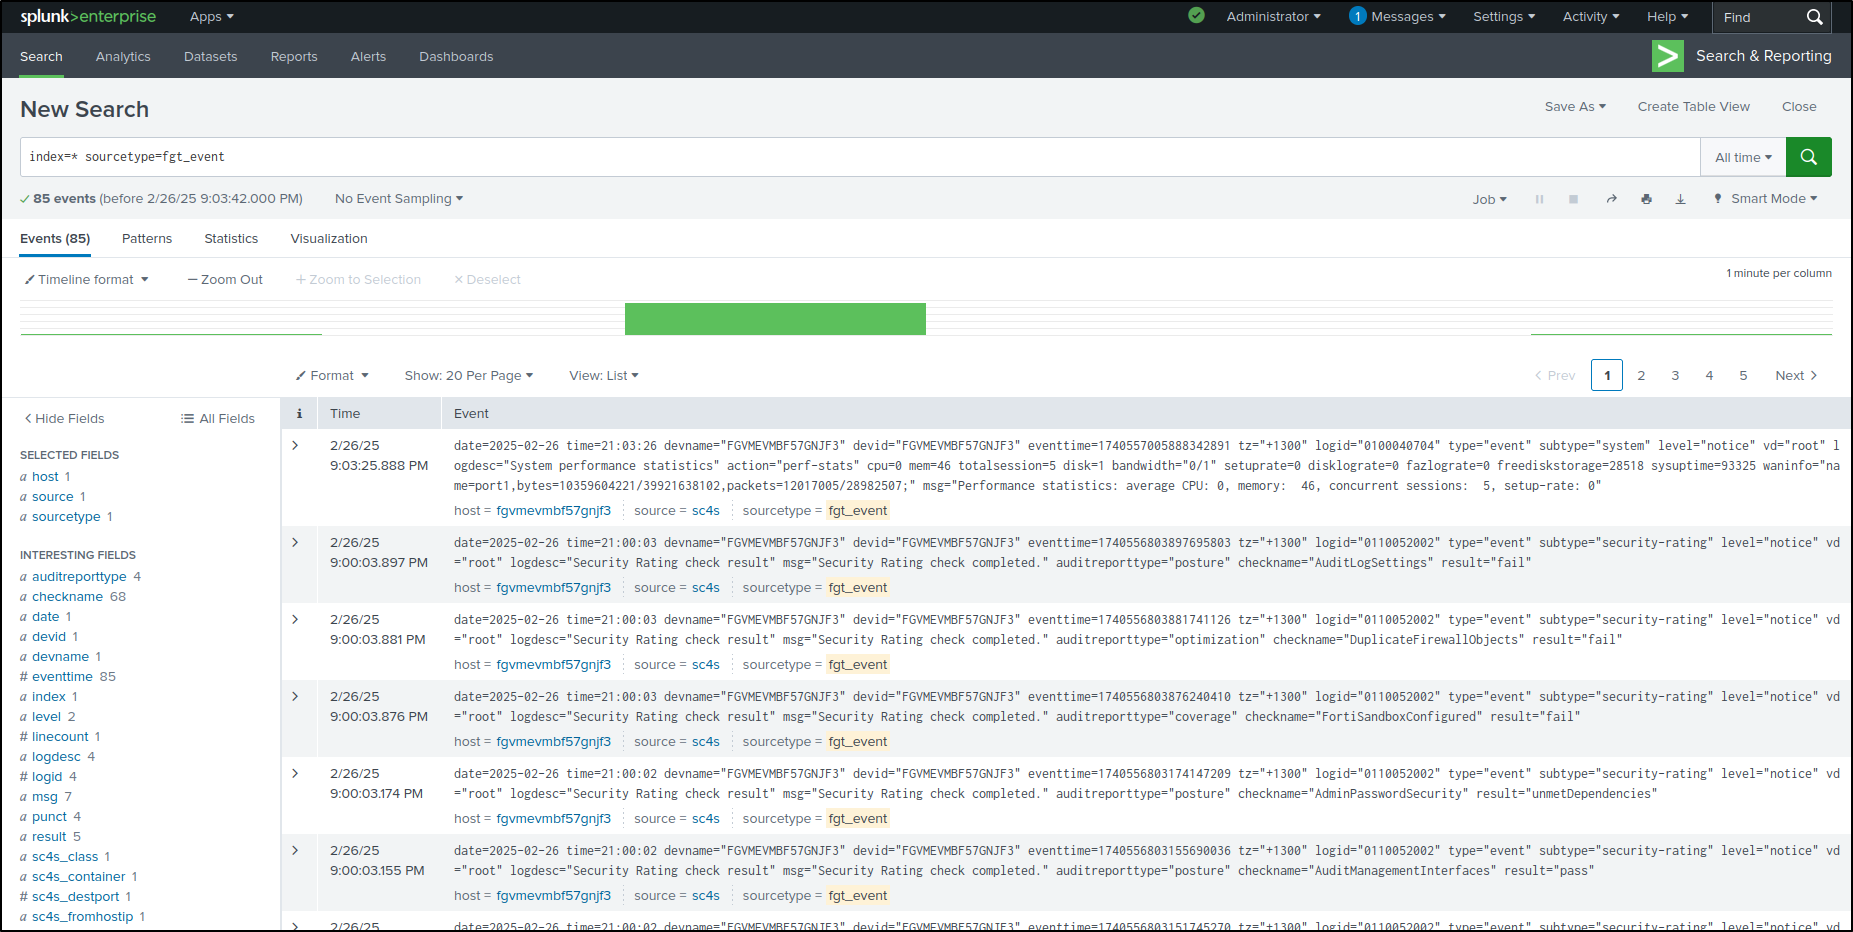 splunk>enterprise Apps Administrator 1 Messages Settings Activity Help Find
Search Analytics Datasets Reports Alerts Dashboards Search & Reporting
New Search Save As Create Table View Close
index=* sourcetype=fgt_event All time
85 events (before 2/26/25 9:03:42.000 PM) No Event Sampling Job Smart Mode
Events (85) Patterns Statistics Visualization
Timeline format — Zoom Out + Zoom to Selection × Deselect 1 minute per column
Format Show: 20 Per Page View: List < Prev 1 2 3 4 5 Next >
< Hide Fields All Fields
SELECTED FIELDS
a host 1
a source 1
a sourcetype 1
INTERESTING FIELDS
a auditreporttype 4
a checkname 68
a date 1
a devid 1
a devname 1
# eventtime 85
a index 1
a level 2
# linecount 1
a logdesc 4
# logid 4
a msg 7
a punct 4
a result 5
a sc4s_class 1
a sc4s_container 1
# sc4s_destport 1
a sc4s_fromhostip 1
i Time Event
2/26/25
9:03:25.888 PM
date=2025-02-26 time=21:03:26 devname="FGVMEVMBF57GNJF3" devid="FGVMEVMBF57GNJF3" eventtime=1740557005888342891 tz="+1300" logid="0100040704" type="event" subtype="system" level="notice" vd="root" l
ogdesc="System performance statistics" action="perf-stats" cpu=0 mem=46 totalsession=5 disk=1 bandwidth="0/1" setuprate=0 disklograte=0 fazlograte=0 freediskstorage=28518 sysuptime=93325 waninfo="na
me=port1,bytes=10359604221/39921638102,packets=12017005/28982507;" msg="Performance statistics: average CPU: 0, memory:  46, concurrent sessions:  5, setup-rate: 0"
host = fgvmevmbf57gnjf3 source = sc4s sourcetype = fgt_event
2/26/25
9:00:03.897 PM
date=2025-02-26 time=21:00:03 devname="FGVMEVMBF57GNJF3" devid="FGVMEVMBF57GNJF3" eventtime=1740556803897695803 tz="+1300" logid="0110052002" type="event" subtype="security-rating" level="notice" vd
="root" logdesc="Security Rating check result" msg="Security Rating check completed." auditreporttype="posture" checkname="AuditLogSettings" result="fail"
host = fgvmevmbf57gnjf3 source = sc4s sourcetype = fgt_event
2/26/25
9:00:03.881 PM
date=2025-02-26 time=21:00:03 devname="FGVMEVMBF57GNJF3" devid="FGVMEVMBF57GNJF3" eventtime=1740556803881741126 tz="+1300" logid="0110052002" type="event" subtype="security-rating" level="notice" vd
="root" logdesc="Security Rating check result" msg="Security Rating check completed." auditreporttype="optimization" checkname="DuplicateFirewallObjects" result="fail"
host = fgvmevmbf57gnjf3 source = sc4s sourcetype = fgt_event
2/26/25
9:00:03.876 PM
date=2025-02-26 time=21:00:03 devname="FGVMEVMBF57GNJF3" devid="FGVMEVMBF57GNJF3" eventtime=1740556803876240410 tz="+1300" logid="0110052002" type="event" subtype="security-rating" level="notice" vd
="root" logdesc="Security Rating check result" msg="Security Rating check completed." auditreporttype="coverage" checkname="FortiSandboxConfigured" result="fail"
host = fgvmevmbf57gnjf3 source = sc4s sourcetype = fgt_event
2/26/25
9:00:03.174 PM
date=2025-02-26 time=21:00:02 devname="FGVMEVMBF57GNJF3" devid="FGVMEVMBF57GNJF3" eventtime=1740556803174147209 tz="+1300" logid="0110052002" type="event" subtype="security-rating" level="notice" vd
="root" logdesc="Security Rating check result" msg="Security Rating check completed." auditreporttype="posture" checkname="AdminPasswordSecurity" result="unmetDependencies"
host = fgvmevmbf57gnjf3 source = sc4s sourcetype = fgt_event
2/26/25
9:00:03.155 PM
date=2025-02-26 time=21:00:02 devname="FGVMEVMBF57GNJF3" devid="FGVMEVMBF57GNJF3" eventtime=1740556803155690036 tz="+1300" logid="0110052002" type="event" subtype="security-rating" level="notice" vd
="root" logdesc="Security Rating check result" msg="Security Rating check completed." auditreporttype="posture" checkname="AuditManagementInterfaces" result="pass"
host = fgvmevmbf57gnjf3 source = sc4s sourcetype = fgt_event
2/26/25
date=2025-02-26 time=21:00:02 devname="FGVMEVMBF57GNJF3" devid="FGVMEVMBF57GNJF3" eventtime=1740556803151745270 tz="+1300" logid="0110052002" type="event" subtype="security-rating" level="notice" vd